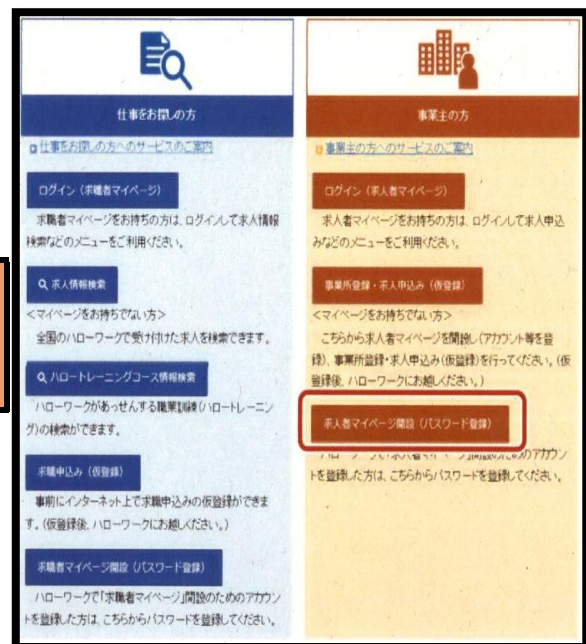 仕事をお探しの方
仕事をお探しの方へのサービスのご案内
ログイン（求職者マイページ）
求職者マイページをお持ちの方は、ログインして求人情報
検索などのメニューをご利用ください。
求人情報検索
＜マイページをお持ちでない方＞
全国のハローワークで受け付けた求人を検索できます。
ハロートレーニングコース情報検索
ハローワークがあっせんする職業訓練(ハロートレーニン
グ)の検索ができます。
求職申込み（仮登録）
事前にインターネット上で求職申込みの仮登録ができま
す。(仮登録後、ハローワークにお越しください。)
求職者マイページ開設（パスワード登録）
ハローワークで「求職者マイページ」開設のためのアカウン
トを登録した方は、こちらからパスワードを登録してください。
事業主の方
事業主の方へのサービスのご案内
ログイン（求人者マイページ）
求人者マイページをお持ちの方は、ログインして求人申込
みなどのメニューをご利用ください。
事業所登録・求人申込み（仮登録）
＜マイページをお持ちでない方＞
こちらから求人者マイページを開設し(アカウント等を登
録)、事業所登録・求人申込み(仮登録)を行ってください。(仮
登録後、ハローワークにお越しください。)
求人者マイページ開設（パスワード登録）
ハローワークで「求人者マイページ」開設のためのアカウン
トを登録した方は、こちらからパスワードを登録してください。